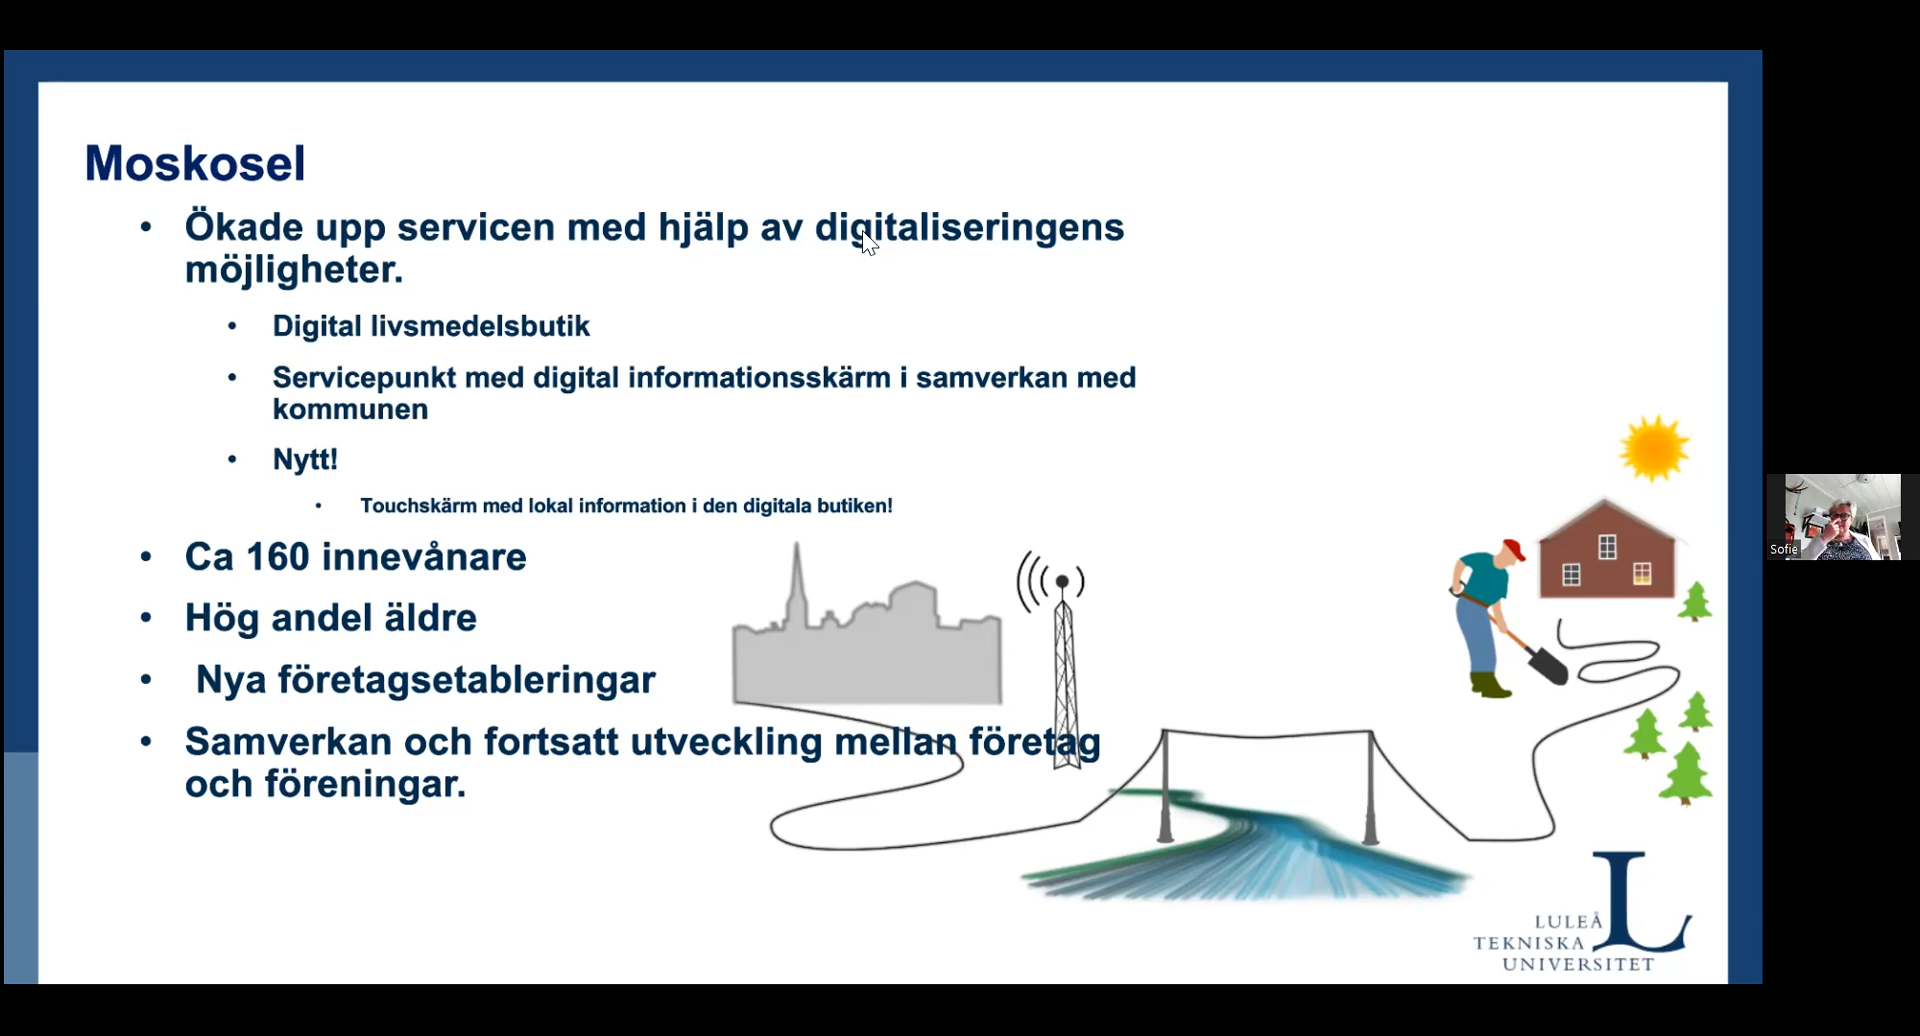 Moskosel
• Ökade upp servicen med hjälp av digitaliseringens
möjligheter.
• Digital livsmedelsbutik
• Servicepunkt med digital informationsskärm i samverkan med
kommunen
• Nytt!
• Touchskärm med lokal information i den digitala butiken!
• Ca 160 innevånare
• Hög andel äldre
• Nya företagsetableringar
• Samverkan och fortsatt utveckling mellan företag
och föreningar.
Sofie
LULEÅ
TEKNISKA
UNIVERSITET
L